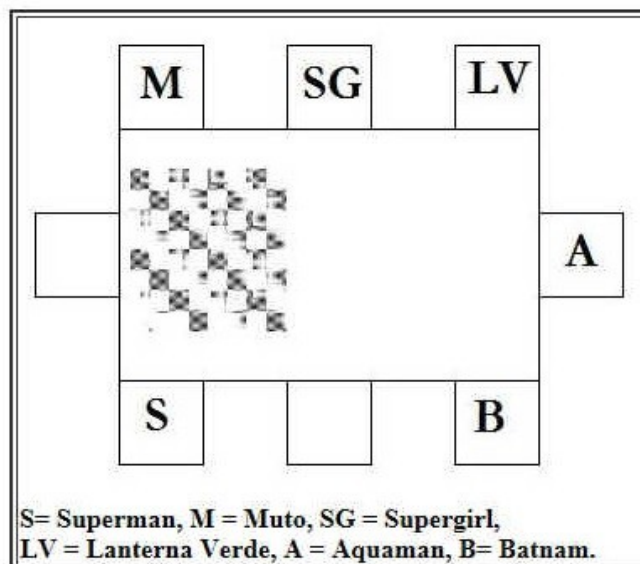 M SG LV
A
S B
S= Superman, M = Muto, SG = Supergirl,
LV = Lanterna Verde, A = Aquaman, B= Batnam.